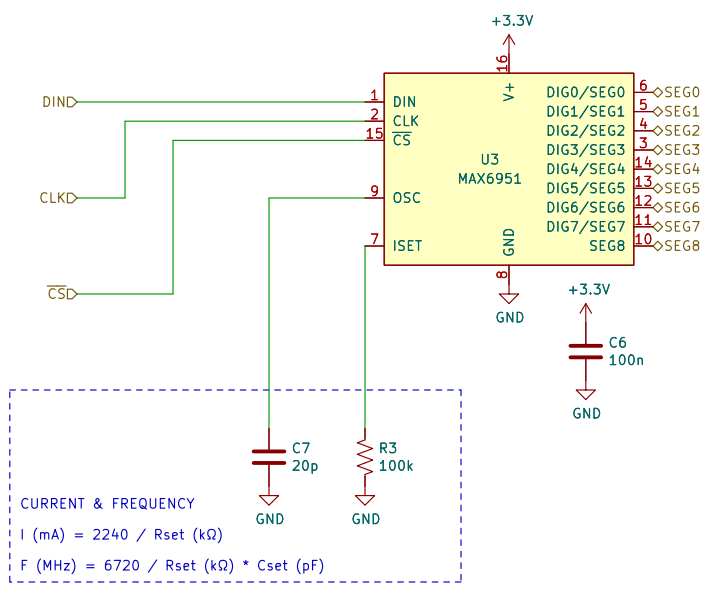 +3.3V
16
V+
DIN 1 DIN
2 CLK
15 CS
CLK
9 OSC
7 ISET
CS
U3
MAX6951
DIG0/SEG0 6 SEG0
DIG1/SEG1 5 SEG1
DIG2/SEG2 4 SEG2
DIG3/SEG3 3 SEG3
DIG4/SEG4 14 SEG4
DIG5/SEG5 13 SEG5
DIG6/SEG6 12 SEG6
DIG7/SEG7 11 SEG7
SEG8 10 SEG8
GND
8
GND
+3.3V
C6
100n
GND
C7
20p
GND
R3
100k
GND
CURRENT & FREQUENCY
I (mA) = 2240 / Rset (kΩ)
F (MHz) = 6720 / Rset (kΩ) * Cset (pF)